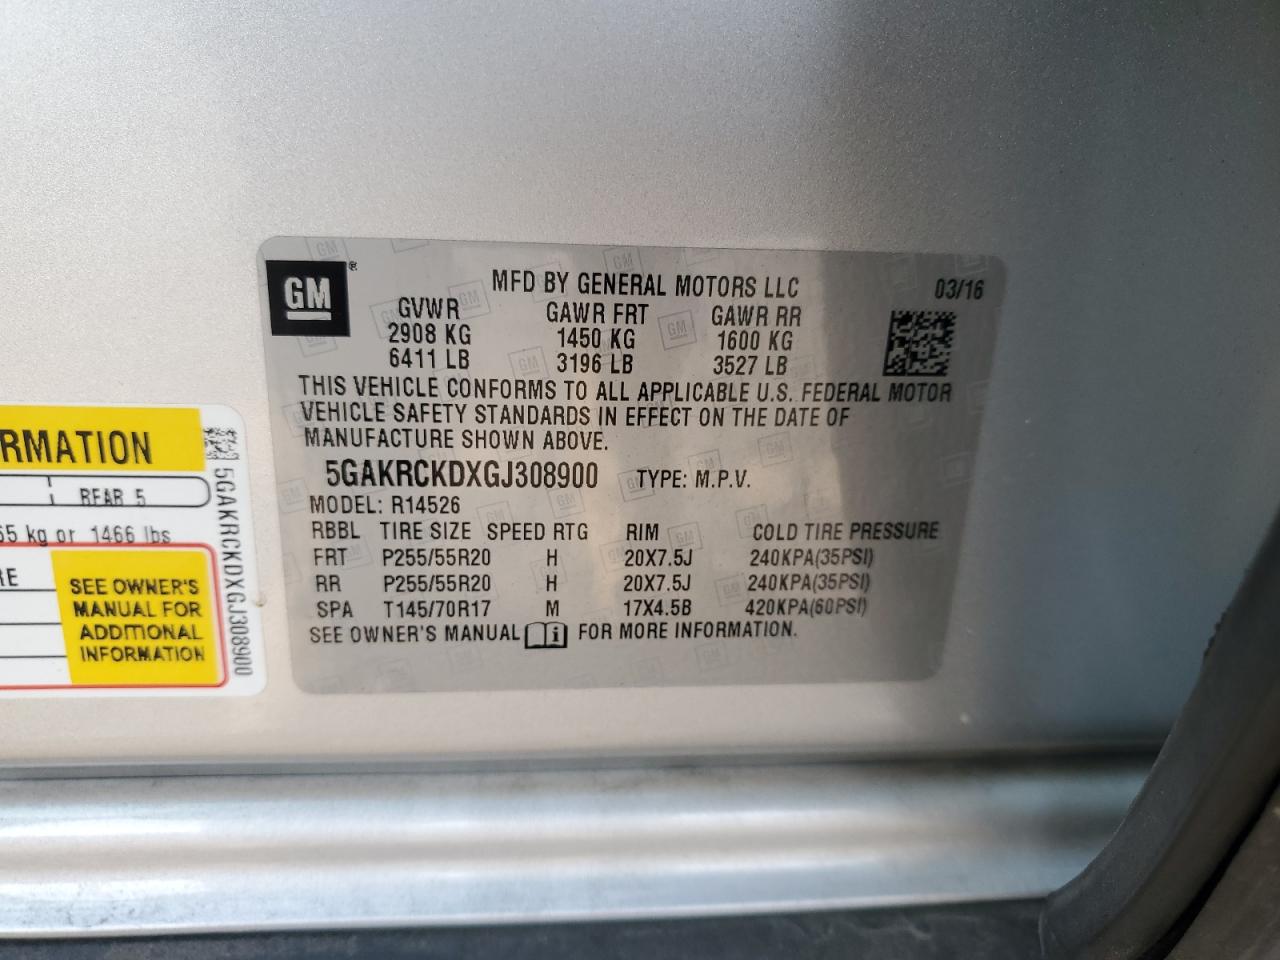 GM ®
MFD BY GENERAL MOTORS LLC 03/16
GVWR GAWR FRT GAWR RR
2908 KG 1450 KG 1600 KG
6411 LB 3196 LB 3527 LB
THIS VEHICLE CONFORMS TO ALL APPLICABLE U.S. FEDERAL MOTOR
VEHICLE SAFETY STANDARDS IN EFFECT ON THE DATE OF
MANUFACTURE SHOWN ABOVE.
5GAKRCKDXGJ308900 TYPE: M.P.V.
MODEL: R14526
RBBL TIRE SIZE SPEED RTG RIM COLD TIRE PRESSURE
FRT P255/55R20 H 20X7.5J 240KPA(35PSI)
RR P255/55R20 H 20X7.5J 240KPA(35PSI)
SPA T145/70R17 M 17X4.5B 420KPA(60PSI)
SEE OWNER'S MANUAL i FOR MORE INFORMATION.
RMATION
REAR 5
kg or 1466 lbs
RE
SEE OWNER'S
MANUAL FOR
ADDITIONAL
INFORMATION
5GAKRCKDXGJ308900